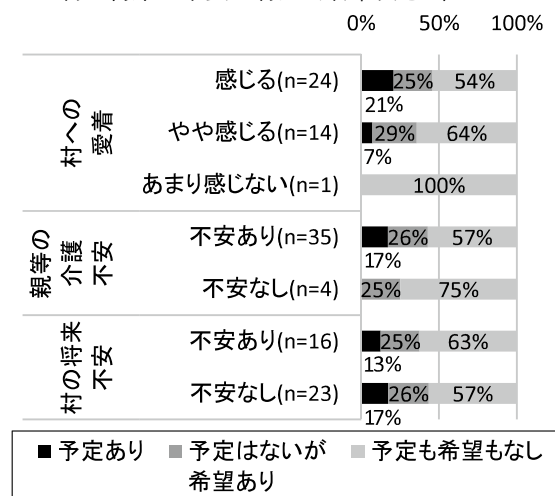 0% 50% 100%
村への
愛着
感じる(n=24) 25% 54%
21%
やや感じる(n=14) 29% 64%
7%
あまり感じない(n=1) 100%
親等の
介護
不安
不安あり(n=35) 26% 57%
17%
不安なし(n=4) 25% 75%
村の将来
不安
不安あり(n=16) 25% 63%
13%
不安なし(n=23) 26% 57%
17%
■予定あり ■予定はないが ■予定も希望もなし
希望あり